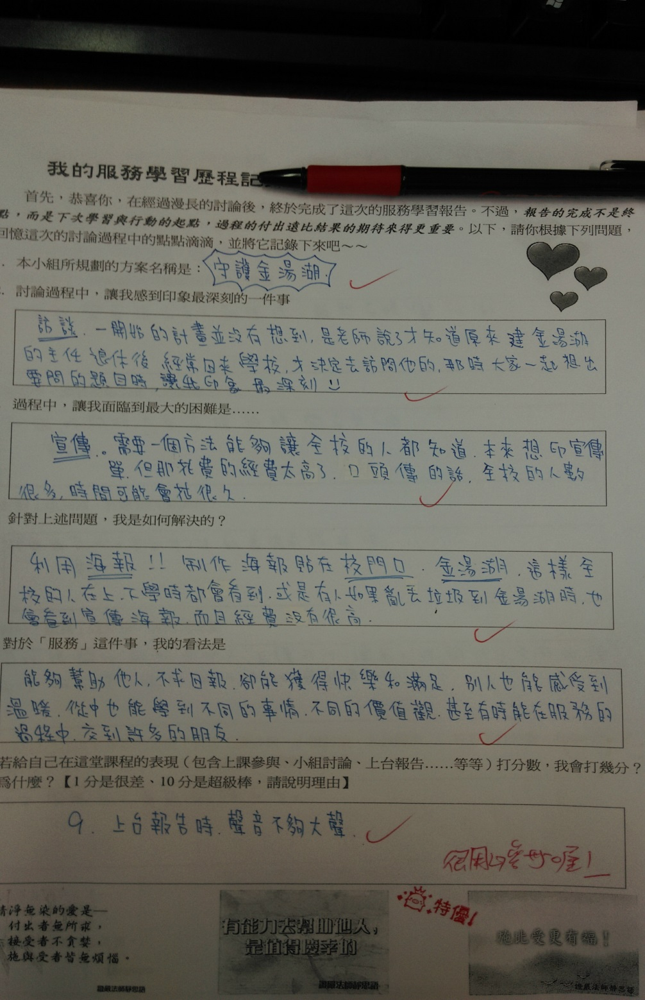 我的服務學習歷程記
首先，恭喜你，在經過漫長的討論後，終於完成了這次的服務學習報告。不過，報告的完成不是終
點，而是下次學習與行動的起點，過程的付出遠比結果的期待來得更重要。以下，請你根據下列問題，
回憶這次的討論過程中的點點滴滴，並將它記錄下來吧～～
. 本小組所規劃的方案名稱是：守護金湯湖.
. 討論過程中，讓我感到印象最深刻的一件事
訪談. 一開始的計畫並沒有想到, 是老師說了才知道原來建金湯湖
的主任退休後經常回來學校, 才決定去訪問他的, 那時大家一起想出
要問的題目時, 讓我印象最深刻
過程中，讓我面臨到最大的困難是……
宣傳。需要一個方法能夠讓全校的人都知道. 本來想印宣傳
單. 但那花費的經費太高了. 口頭傳的話, 全校的人數
很多, 時間可能會花很久.
針對上述問題，我是如何解決的？
利用海報!! 制作海報貼在校門口. 金湯湖. 這樣全
校的人在上.下學時都會看到. 或是有人如果亂丟垃圾到金湯湖時. 也
會看到宣傳海報. 而且經費沒有很高.
對於「服務」這件事，我的看法是
能夠幫助他人, 不求回報. 卻能獲得快樂和滿足. 別人也能感受到
溫暖. 從中也能學到不同的事情. 不同的價值觀. 甚至有時能在服務的
過程中. 交到許多的朋友.
若給自己在這堂課程的表現（包含上課參與、小組討論、上台報告……等等）打分數，我會打幾分？
為什麼？【1 分是很差、10 分是超級棒，請說明理由】
9. 上台報告時. 聲音不夠大聲.
很用心
特優!
清淨無染的愛是—
付出者無所求，
接受者不貪婪，
施與受者皆無煩惱。
證嚴法師靜思語
有能力去幫助他人，
是值得慶幸的
證嚴法師靜思語
施比受更有福！
證嚴法師靜思語